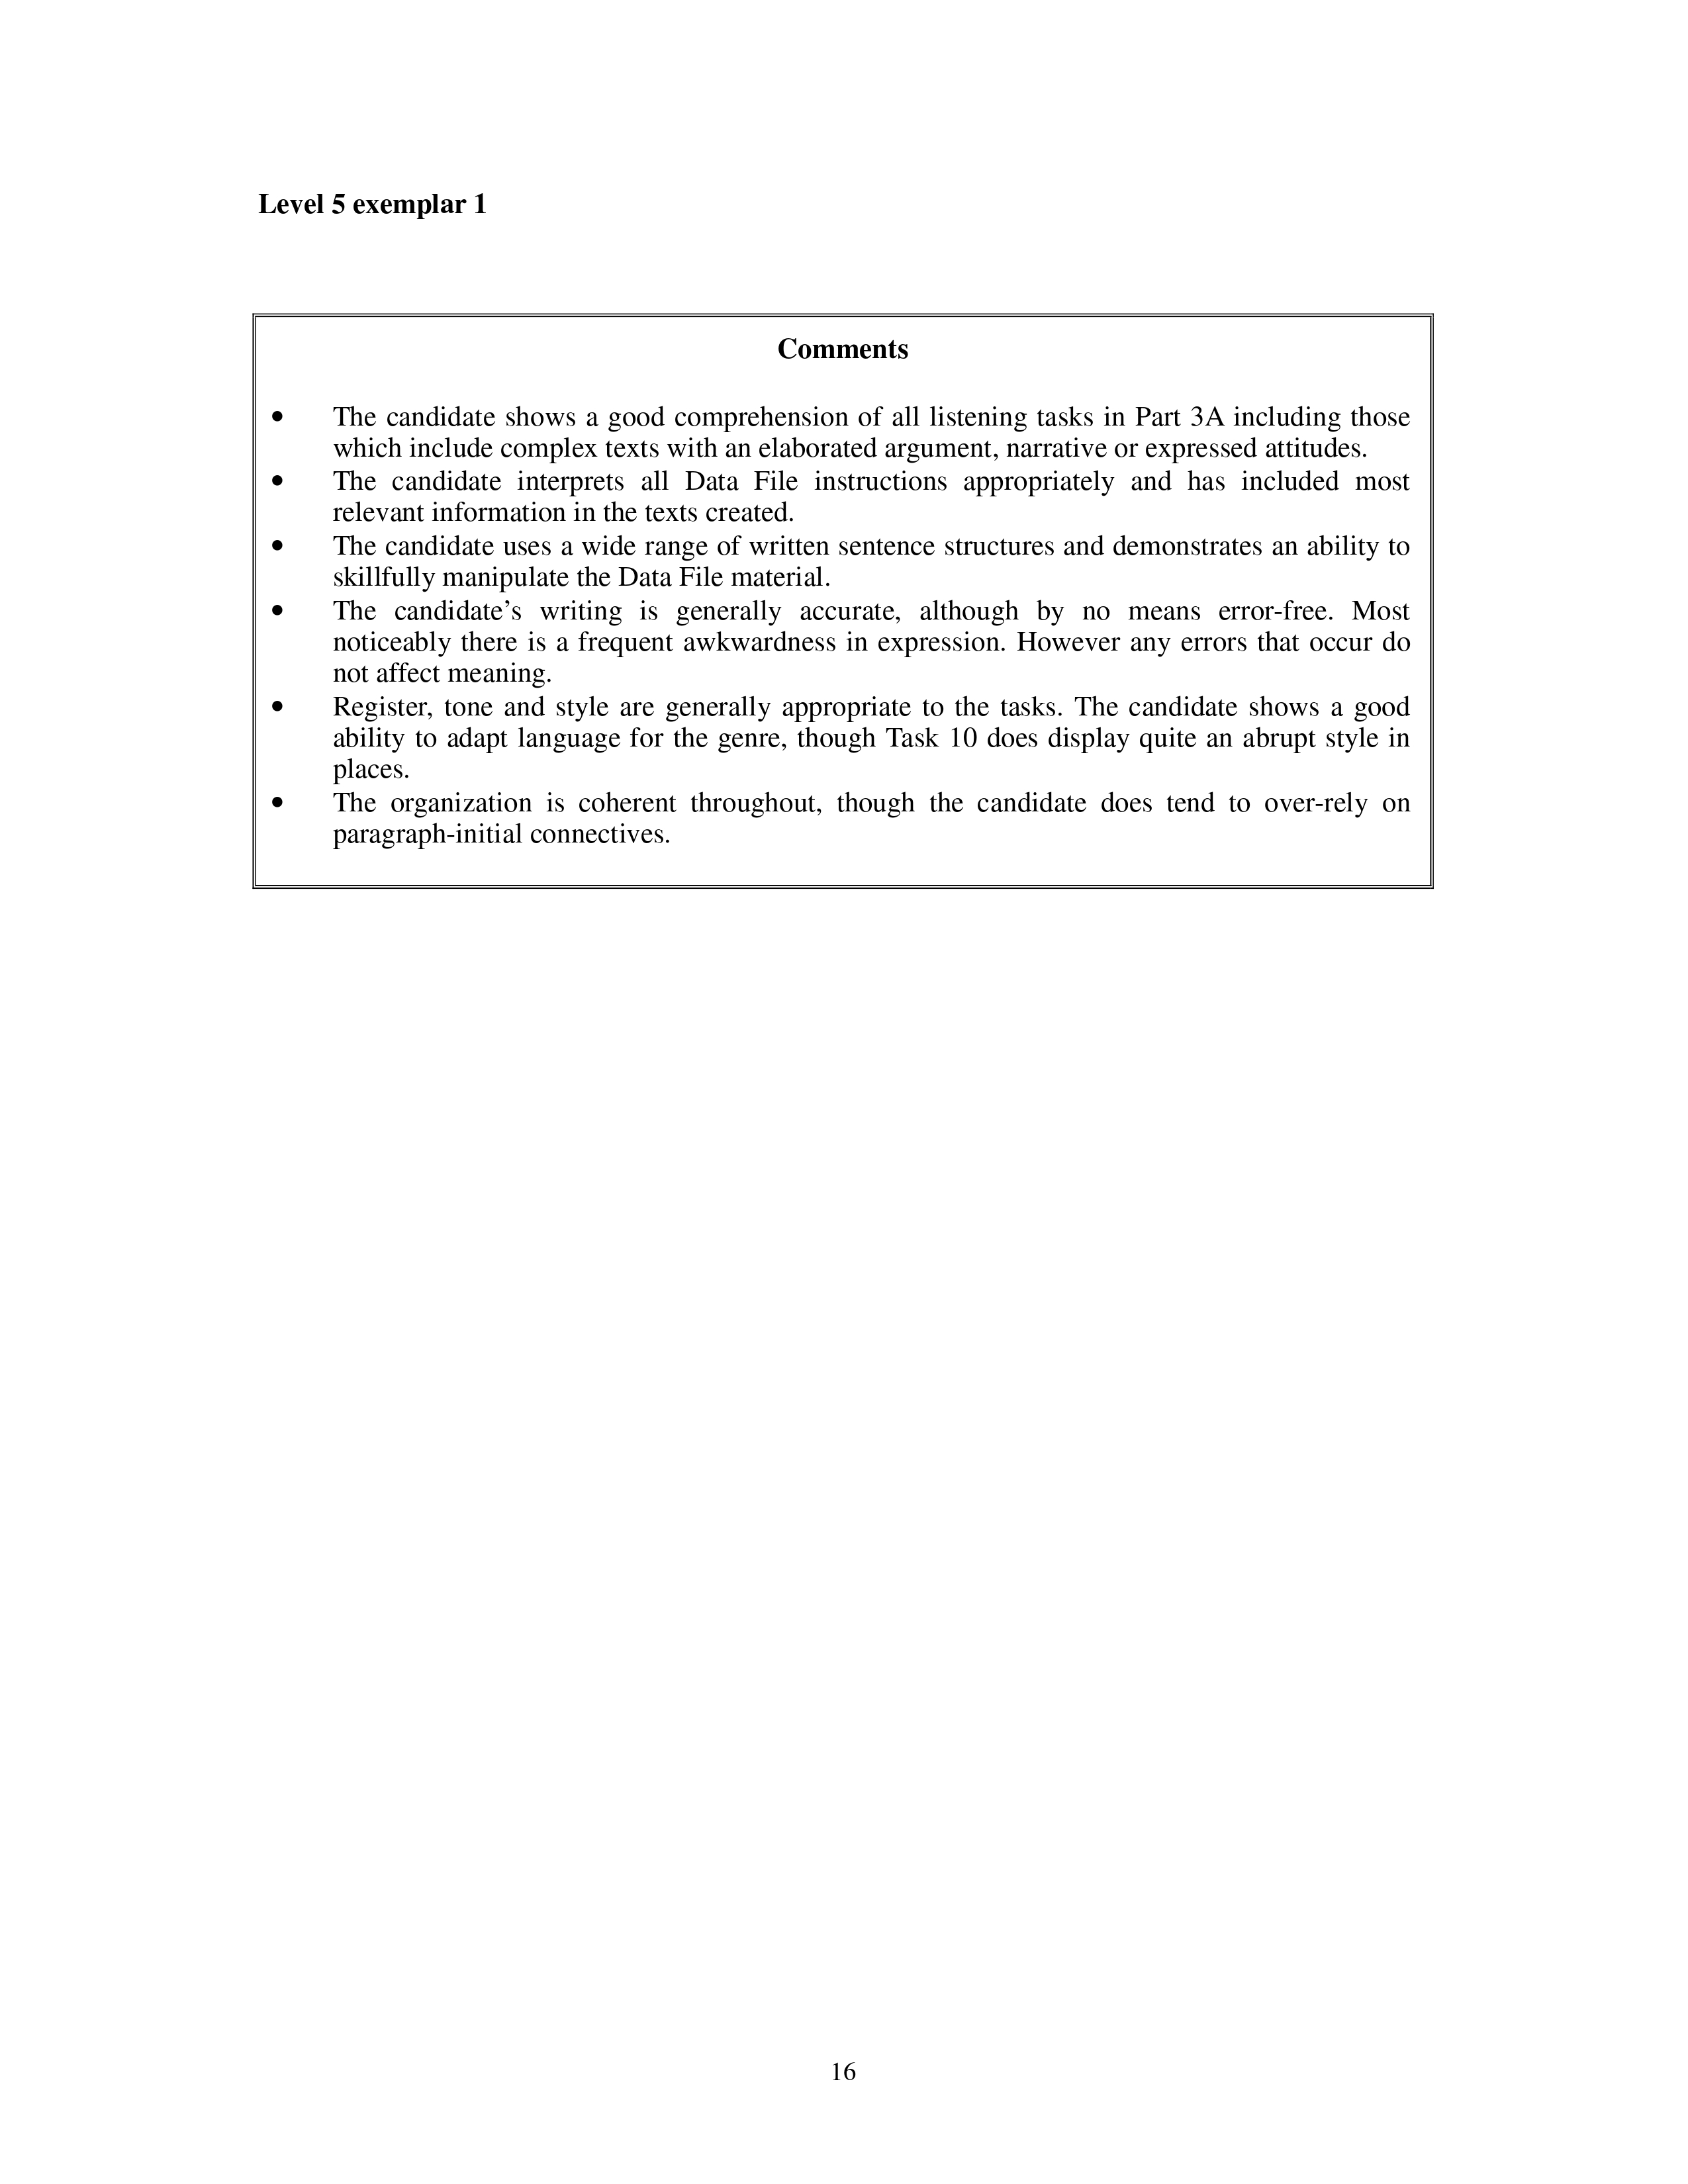 Level 5 exemplar 1
Comments
• The candidate shows a good comprehension of all listening tasks in Part 3A including those
which include complex texts with an elaborated argument, narrative or expressed attitudes.
• The candidate interprets all Data File instructions appropriately and has included most
relevant information in the texts created.
• The candidate uses a wide range of written sentence structures and demonstrates an ability to
skillfully manipulate the Data File material.
• The candidate’s writing is generally accurate, although by no means error-free. Most
noticeably there is a frequent awkwardness in expression. However any errors that occur do
not affect meaning.
• Register, tone and style are generally appropriate to the tasks. The candidate shows a good
ability to adapt language for the genre, though Task 10 does display quite an abrupt style in
places.
• The organization is coherent throughout, though the candidate does tend to over-rely on
paragraph-initial connectives.
16